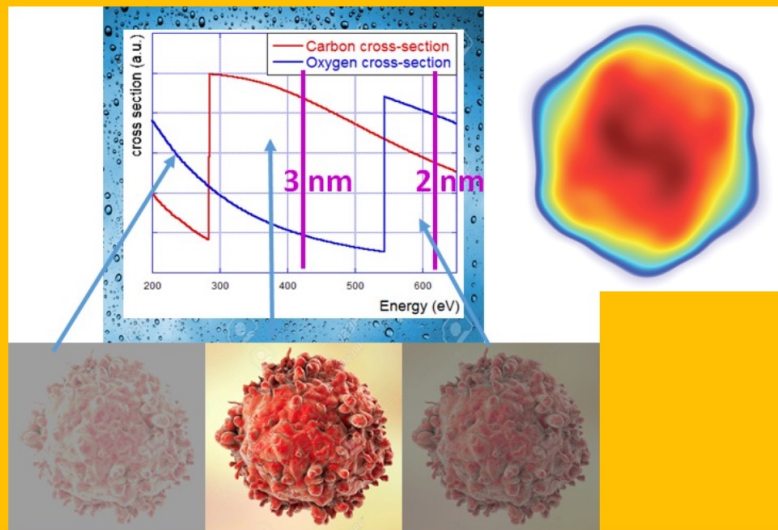 Carbon cross-section
Oxygen cross-section
cross section (a.u.)
3 nm
2 nm
200
300
400
500
600
Energy (eV)